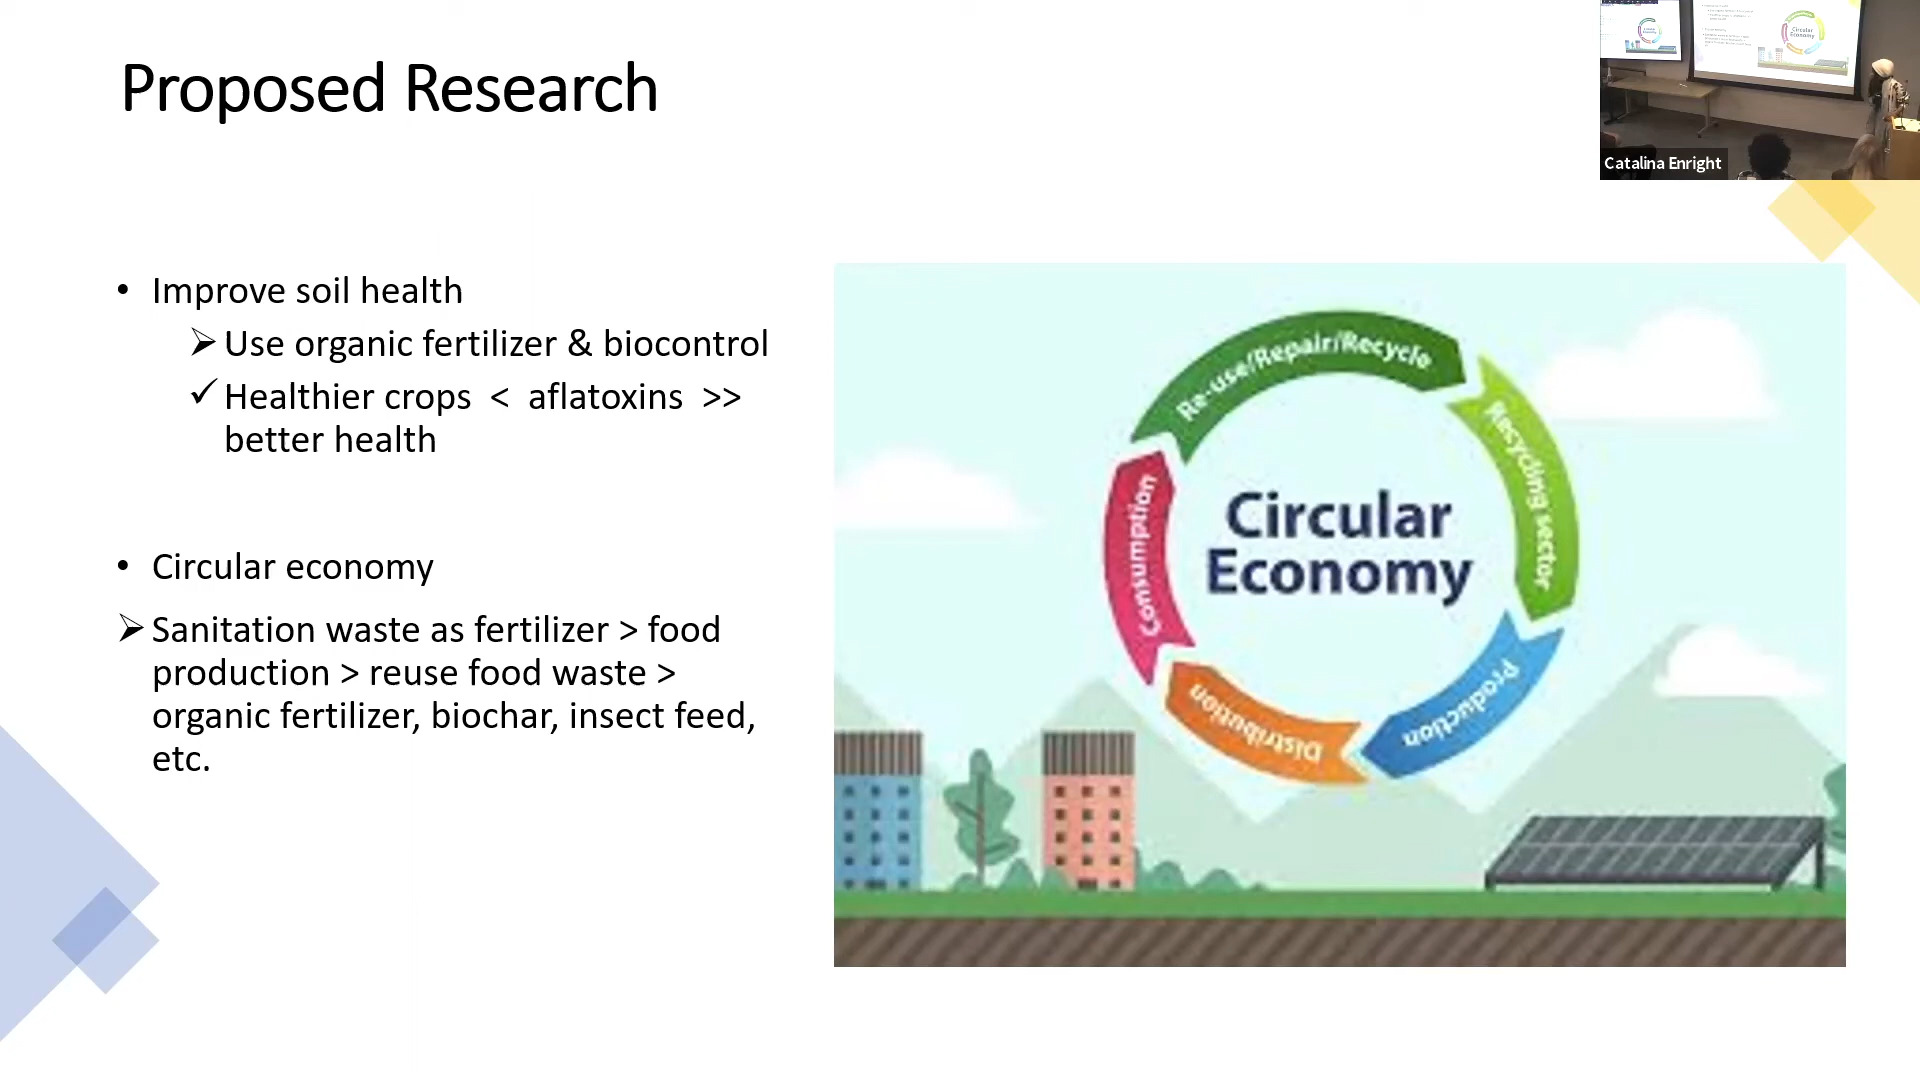 Proposed Research
Circular
Economy
Catalina Enright
• Improve soil health
➢ Use organic fertilizer & biocontrol
✓ Healthier crops < aflatoxins >>
better health
• Circular economy
➢ Sanitation waste as fertilizer > food
production > reuse food waste >
organic fertilizer, biochar, insect feed,
etc.
Re-use/Repair/Recycle
Recycling sector
Production
Distribution
Consumption
Circular
Economy